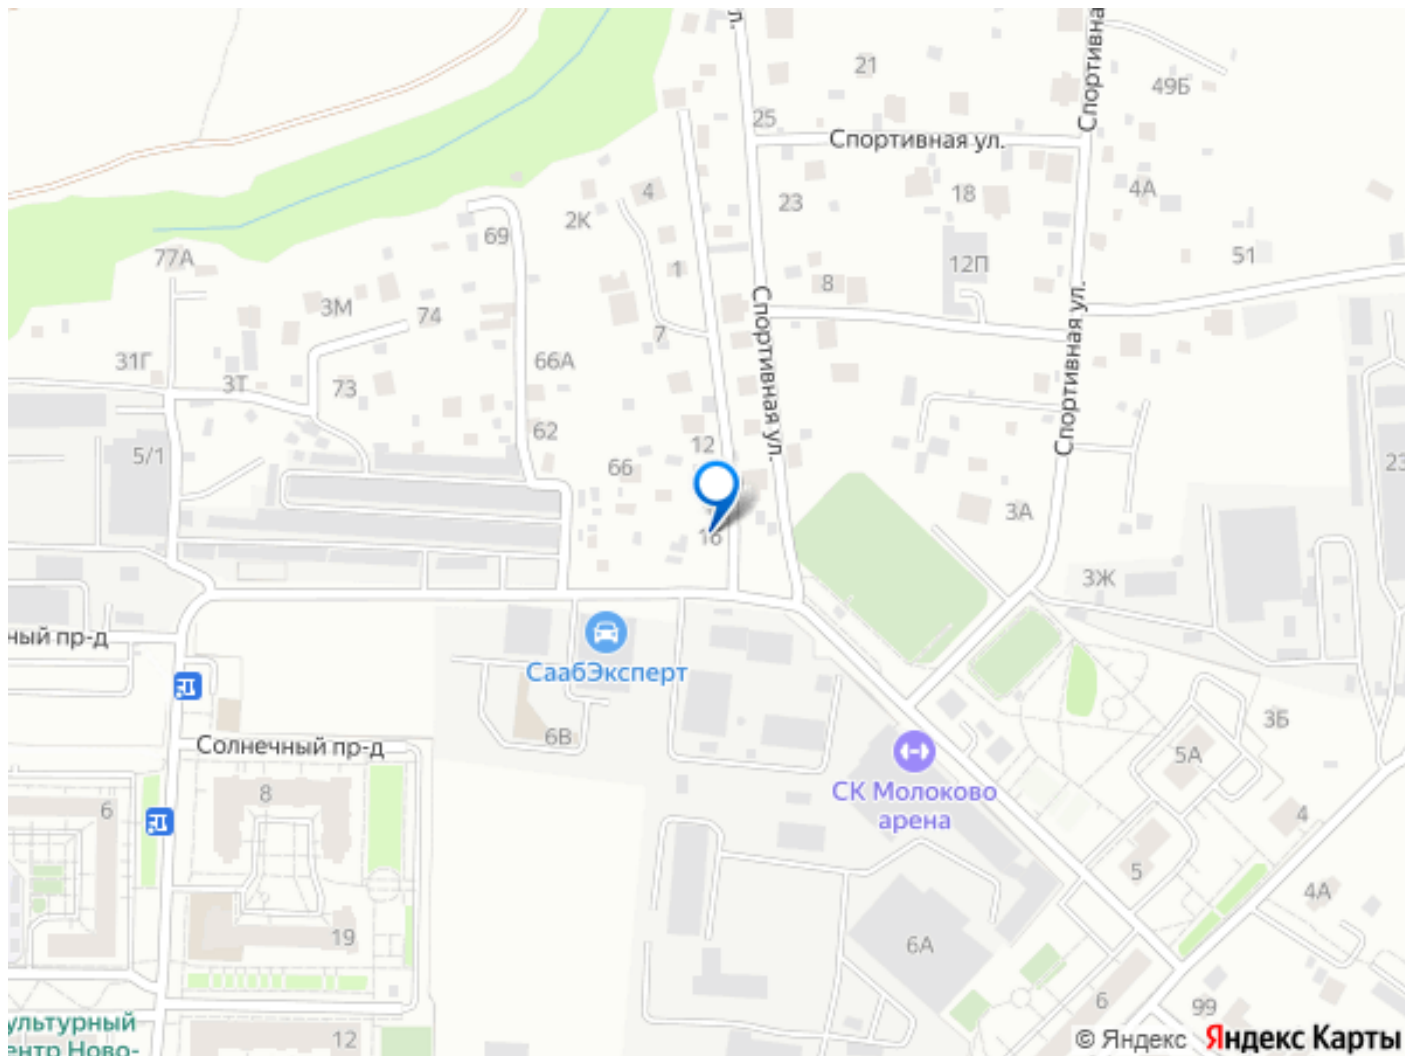 л.
Спортивна
21
49Б
25
Спортивная ул.
4
23
18
4А
2К
69
77А
1
12П
51
8
3М
74
Спортивная ул.
Спортивная ул.
7
31Г
3Т
73
66А
62
12
5/1
66
23
3А
16
3Ж
ный пр-д
СаабЭксперт
6В
3Б
Солнечный пр-д
5А
8
6
СК Молоково
арена
4
5
4А
19
6А
6
99
ультурный
ентр Ново-
12
© Яндекс Яндекс Карты